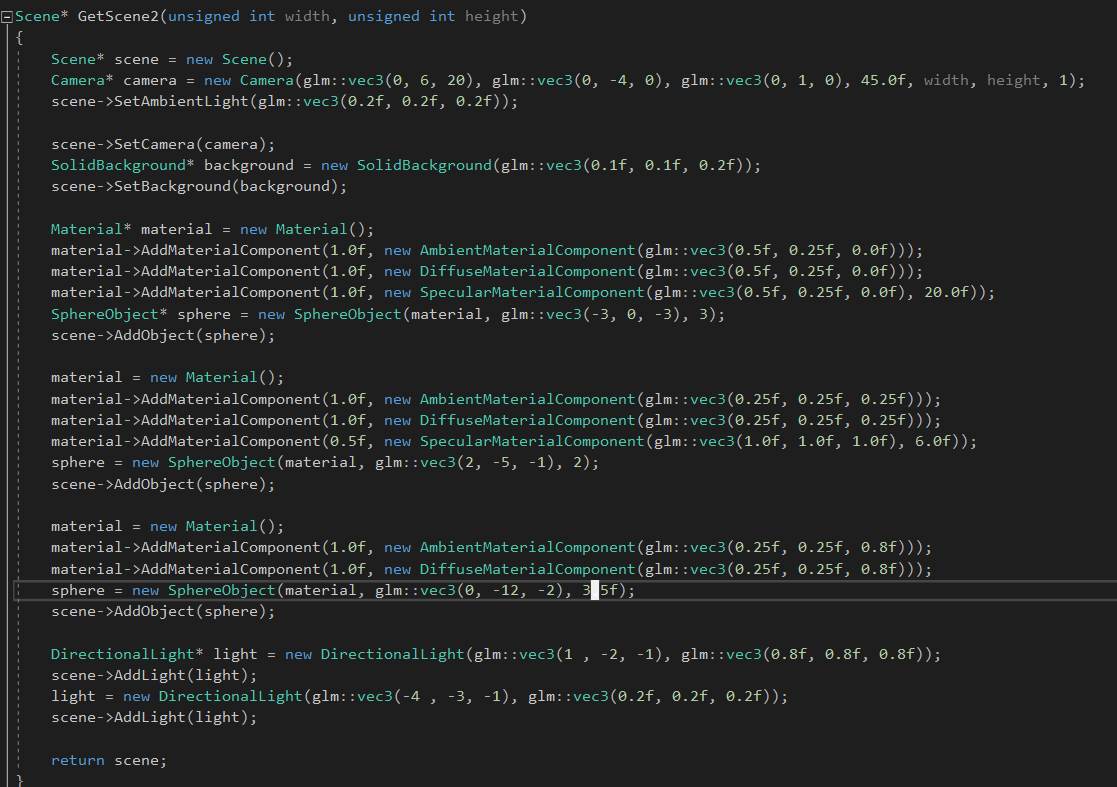 Scene* GetScene2(unsigned int width, unsigned int height)
{
    Scene* scene = new Scene();
    Camera* camera = new Camera(glm::vec3(0, 6, 20), glm::vec3(0, -4, 0), glm::vec3(0, 1, 0), 45.0f, width, height, 1);
    scene->SetAmbientLight(glm::vec3(0.2f, 0.2f, 0.2f));

    scene->SetCamera(camera);
    SolidBackground* background = new SolidBackground(glm::vec3(0.1f, 0.1f, 0.2f));
    scene->SetBackground(background);

    Material* material = new Material();
    material->AddMaterialComponent(1.0f, new AmbientMaterialComponent(glm::vec3(0.5f, 0.25f, 0.0f)));
    material->AddMaterialComponent(1.0f, new DiffuseMaterialComponent(glm::vec3(0.5f, 0.25f, 0.0f)));
    material->AddMaterialComponent(1.0f, new SpecularMaterialComponent(glm::vec3(0.5f, 0.25f, 0.0f), 20.0f));
    SphereObject* sphere = new SphereObject(material, glm::vec3(-3, 0, -3), 3);
    scene->AddObject(sphere);

    material = new Material();
    material->AddMaterialComponent(1.0f, new AmbientMaterialComponent(glm::vec3(0.25f, 0.25f, 0.25f)));
    material->AddMaterialComponent(1.0f, new DiffuseMaterialComponent(glm::vec3(0.25f, 0.25f, 0.25f)));
    material->AddMaterialComponent(0.5f, new SpecularMaterialComponent(glm::vec3(1.0f, 1.0f, 1.0f), 6.0f));
    sphere = new SphereObject(material, glm::vec3(2, -5, -1), 2);
    scene->AddObject(sphere);

    material = new Material();
    material->AddMaterialComponent(1.0f, new AmbientMaterialComponent(glm::vec3(0.25f, 0.25f, 0.8f)));
    material->AddMaterialComponent(1.0f, new DiffuseMaterialComponent(glm::vec3(0.25f, 0.25f, 0.8f)));
    sphere = new SphereObject(material, glm::vec3(0, -12, -2), 3.5f);
    scene->AddObject(sphere);

    DirectionalLight* light = new DirectionalLight(glm::vec3(1 , -2, -1), glm::vec3(0.8f, 0.8f, 0.8f));
    scene->AddLight(light);
    light = new DirectionalLight(glm::vec3(-4 , -3, -1), glm::vec3(0.2f, 0.2f, 0.2f));
    scene->AddLight(light);

    return scene;
}